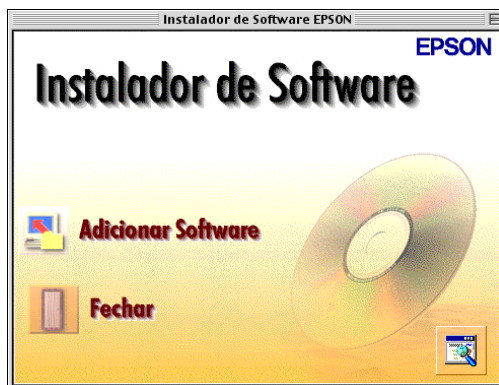 Instalador de Software EPSON
EPSON
Instalador de Software
Adicionar Software
Fechar